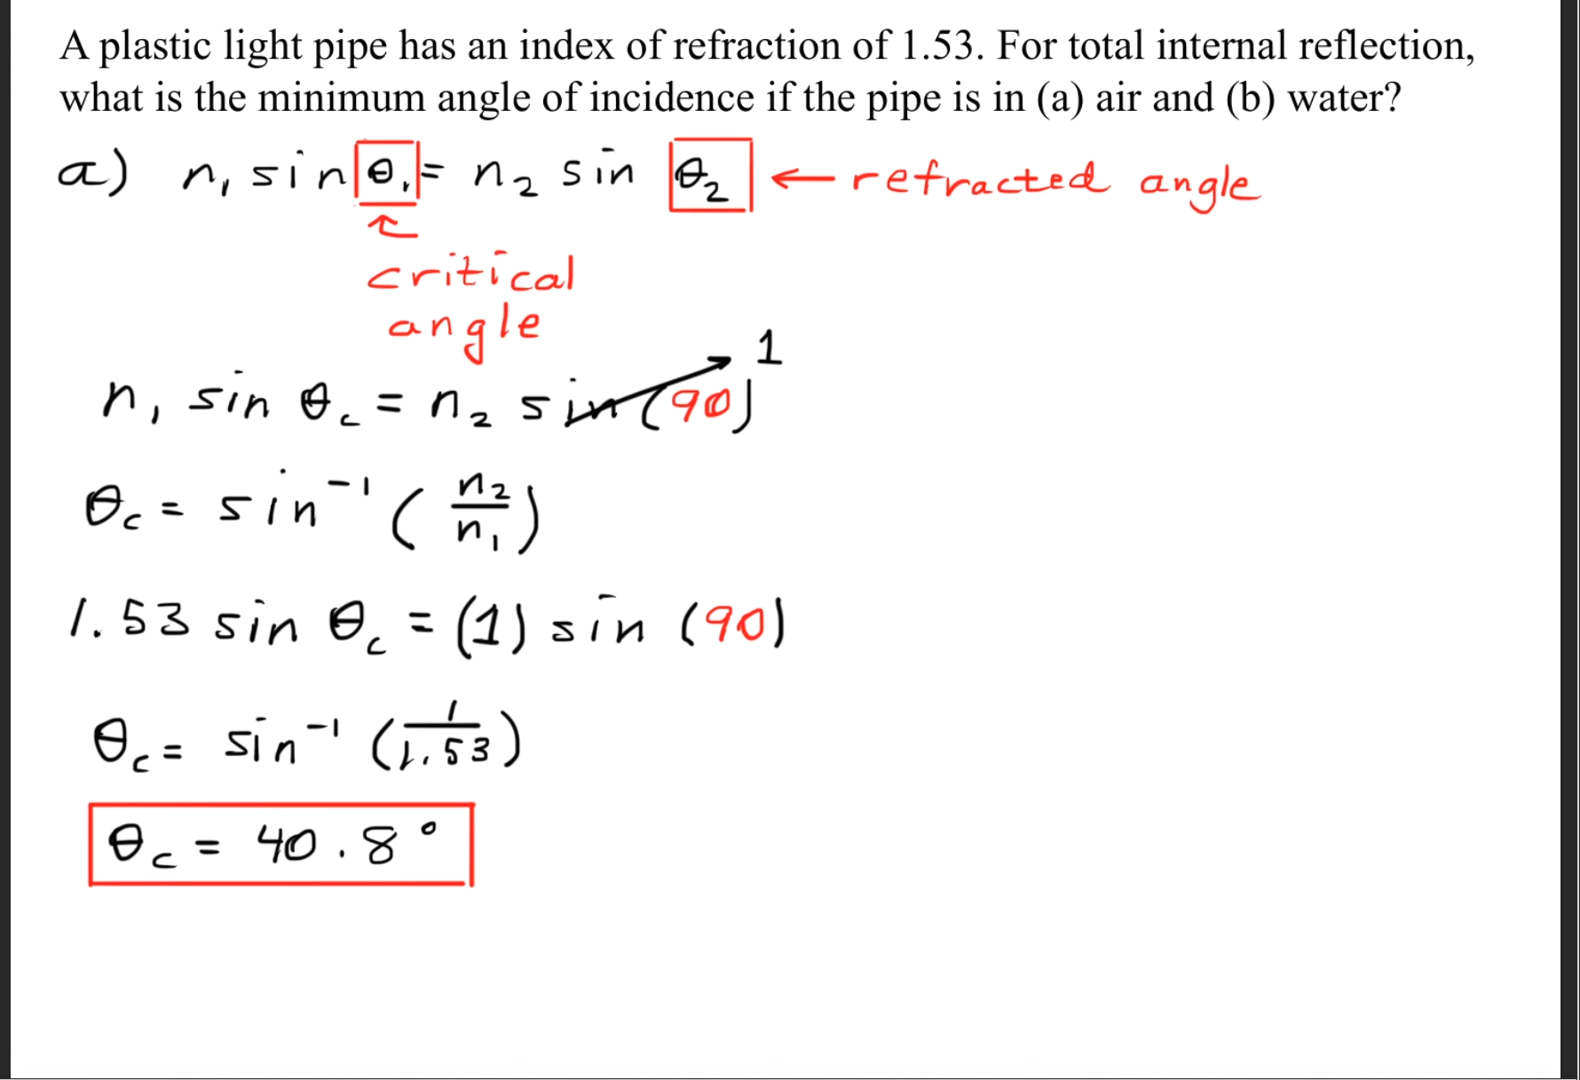 A plastic light pipe has an index of refraction of 1.53. For total internal reflection,
what is the minimum angle of incidence if the pipe is in (a) air and (b) water?
a) n₁ sin θ₁ = n₂ sin θ₂ ← refracted angle
↑
critical
angle
1
n₁ sin θc = n₂ sin(90)
θc = sin⁻¹ (n₂/n₁)
1.53 sin θc = (1) sin (90)
θc = sin⁻¹ (1/1.53)
θc = 40.8°